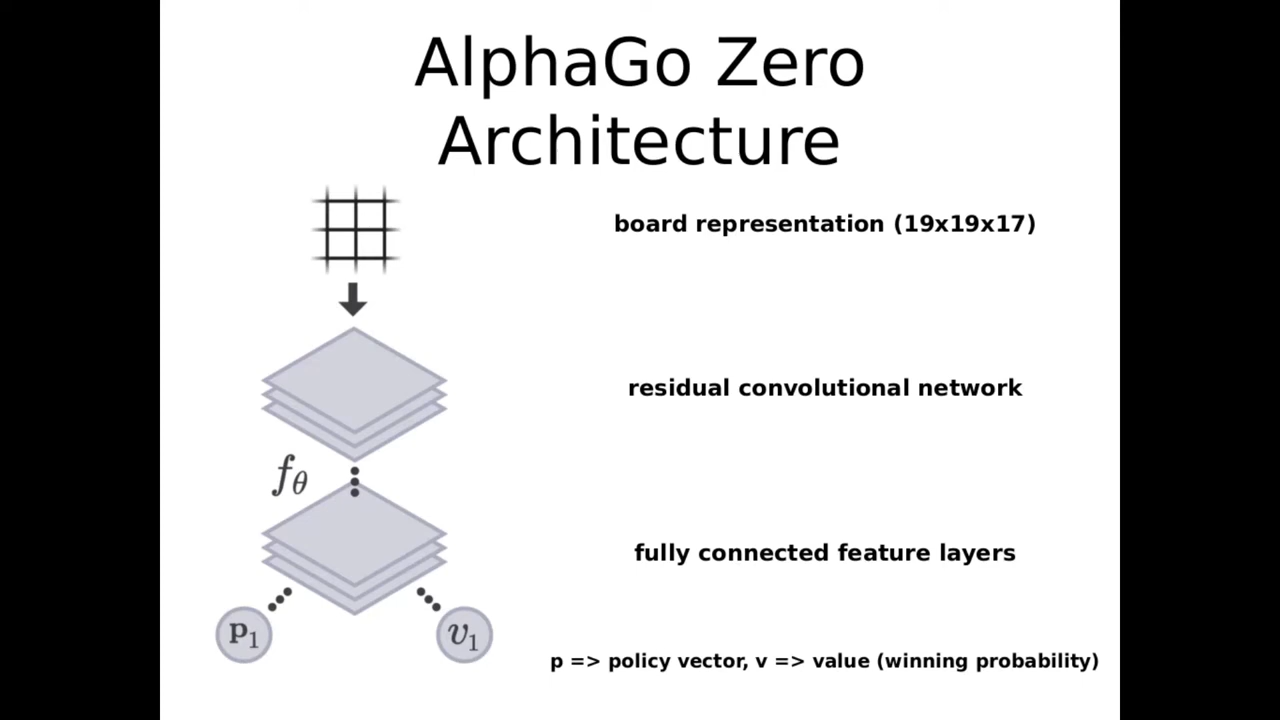 AlphaGo Zero
Architecture
board representation (19x19x17)
residual convolutional network
fθ
fully connected feature layers
p1
v1
p => policy vector, v => value (winning probability)